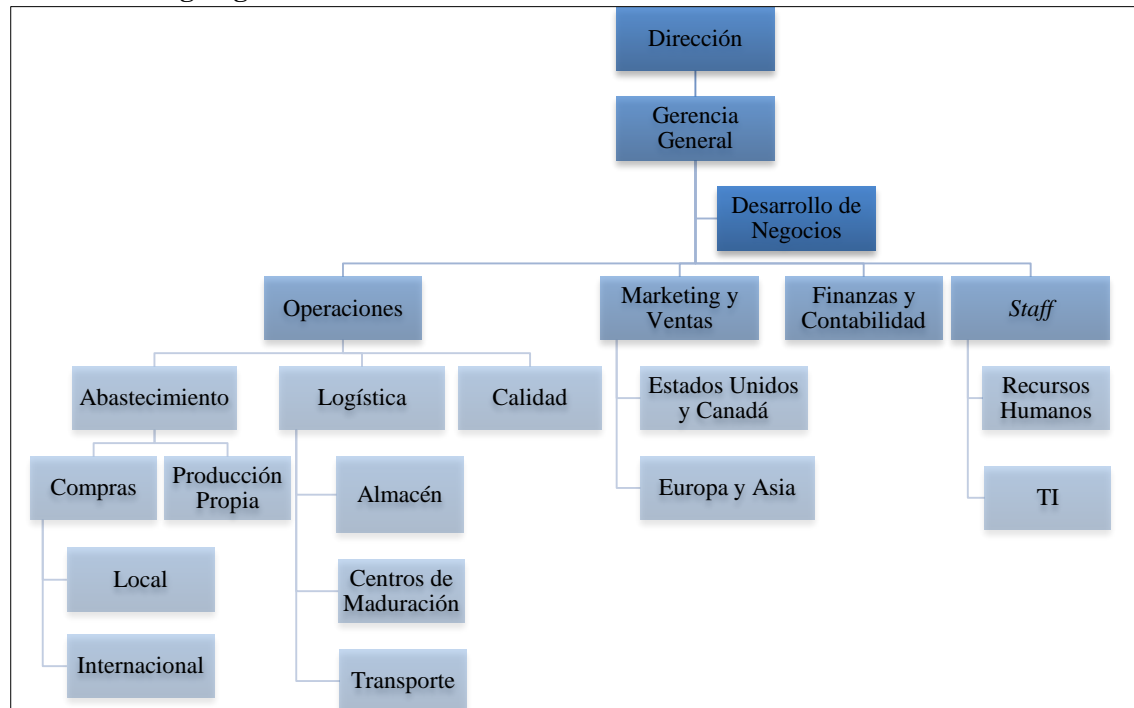 Dirección
Gerencia
General
Desarrollo de
Negocios
Operaciones
Marketing y
Ventas
Finanzas y
Contabilidad
Staff
Abastecimiento
Logística
Calidad
Estados Unidos
y Canadá
Recursos
Humanos
Compras
Producción
Propia
Almacén
Europa y Asia
TI
Local
Centros de
Maduración
Internacional
Transporte